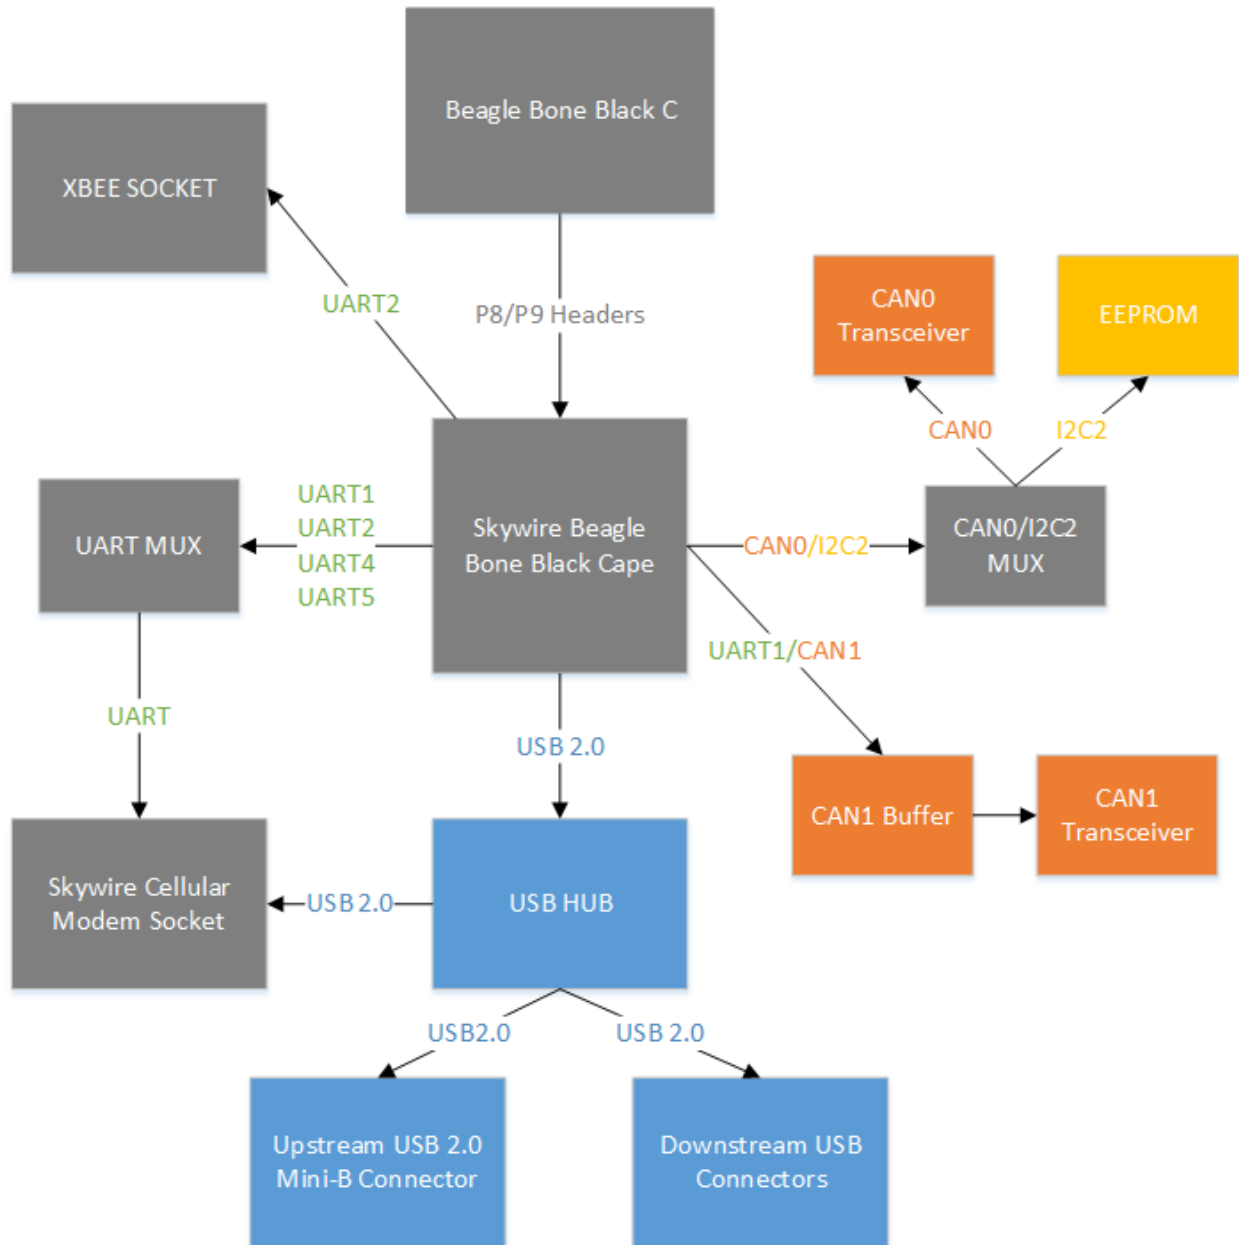 Beagle Bone Black C
XBEE SOCKET
UART2
P8/P9 Headers
CAN0
Transceiver
EEPROM
CAN0
I2C2
UART1
UART2
UART4
UART5
UART MUX
Skywire Beagle
Bone Black Cape
CAN0/I2C2
CAN0/I2C2
MUX
UART1/CAN1
UART
USB 2.0
CAN1 Buffer
CAN1
Transceiver
Skywire Cellular
Modem Socket
USB 2.0
USB HUB
USB2.0
USB 2.0
Upstream USB 2.0
Mini-B Connector
Downstream USB
Connectors